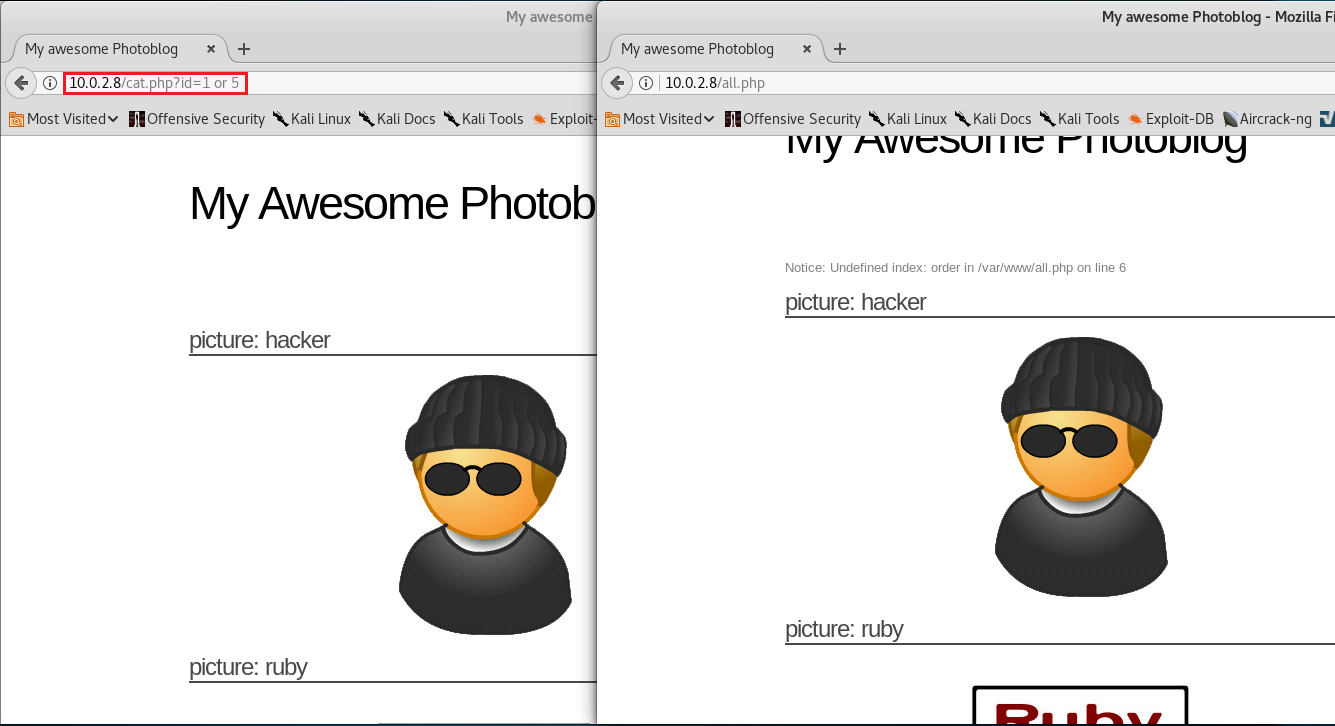 My awesome
My awesome Photoblog
10.0.2.8/cat.php?id=1 or 5
Most Visited Offensive Security Kali Linux Kali Docs Kali Tools Exploit-
My Awesome Photob
picture: hacker
picture: ruby
My awesome Photoblog - Mozilla Fi
My awesome Photoblog
10.0.2.8/all.php
Most Visited Offensive Security Kali Linux Kali Docs Kali Tools Exploit-DB Aircrack-ng
My Awesome Photoblog
Notice: Undefined index: order in /var/www/all.php on line 6
picture: hacker
picture: ruby
Ruby